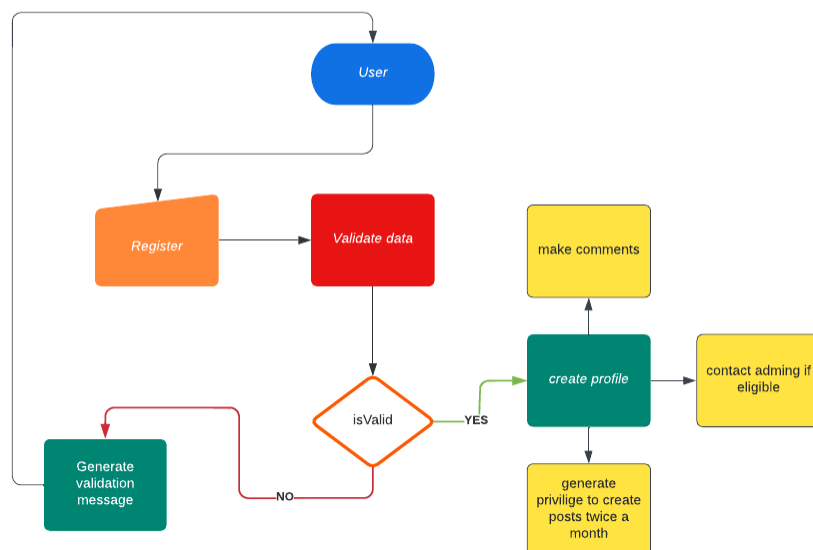 User
Register
Validate data
make comments
create profile
contact adming if
eligible
isValid
YES
Generate
validation
message
NO
generate
privilige to create
posts twice a
month